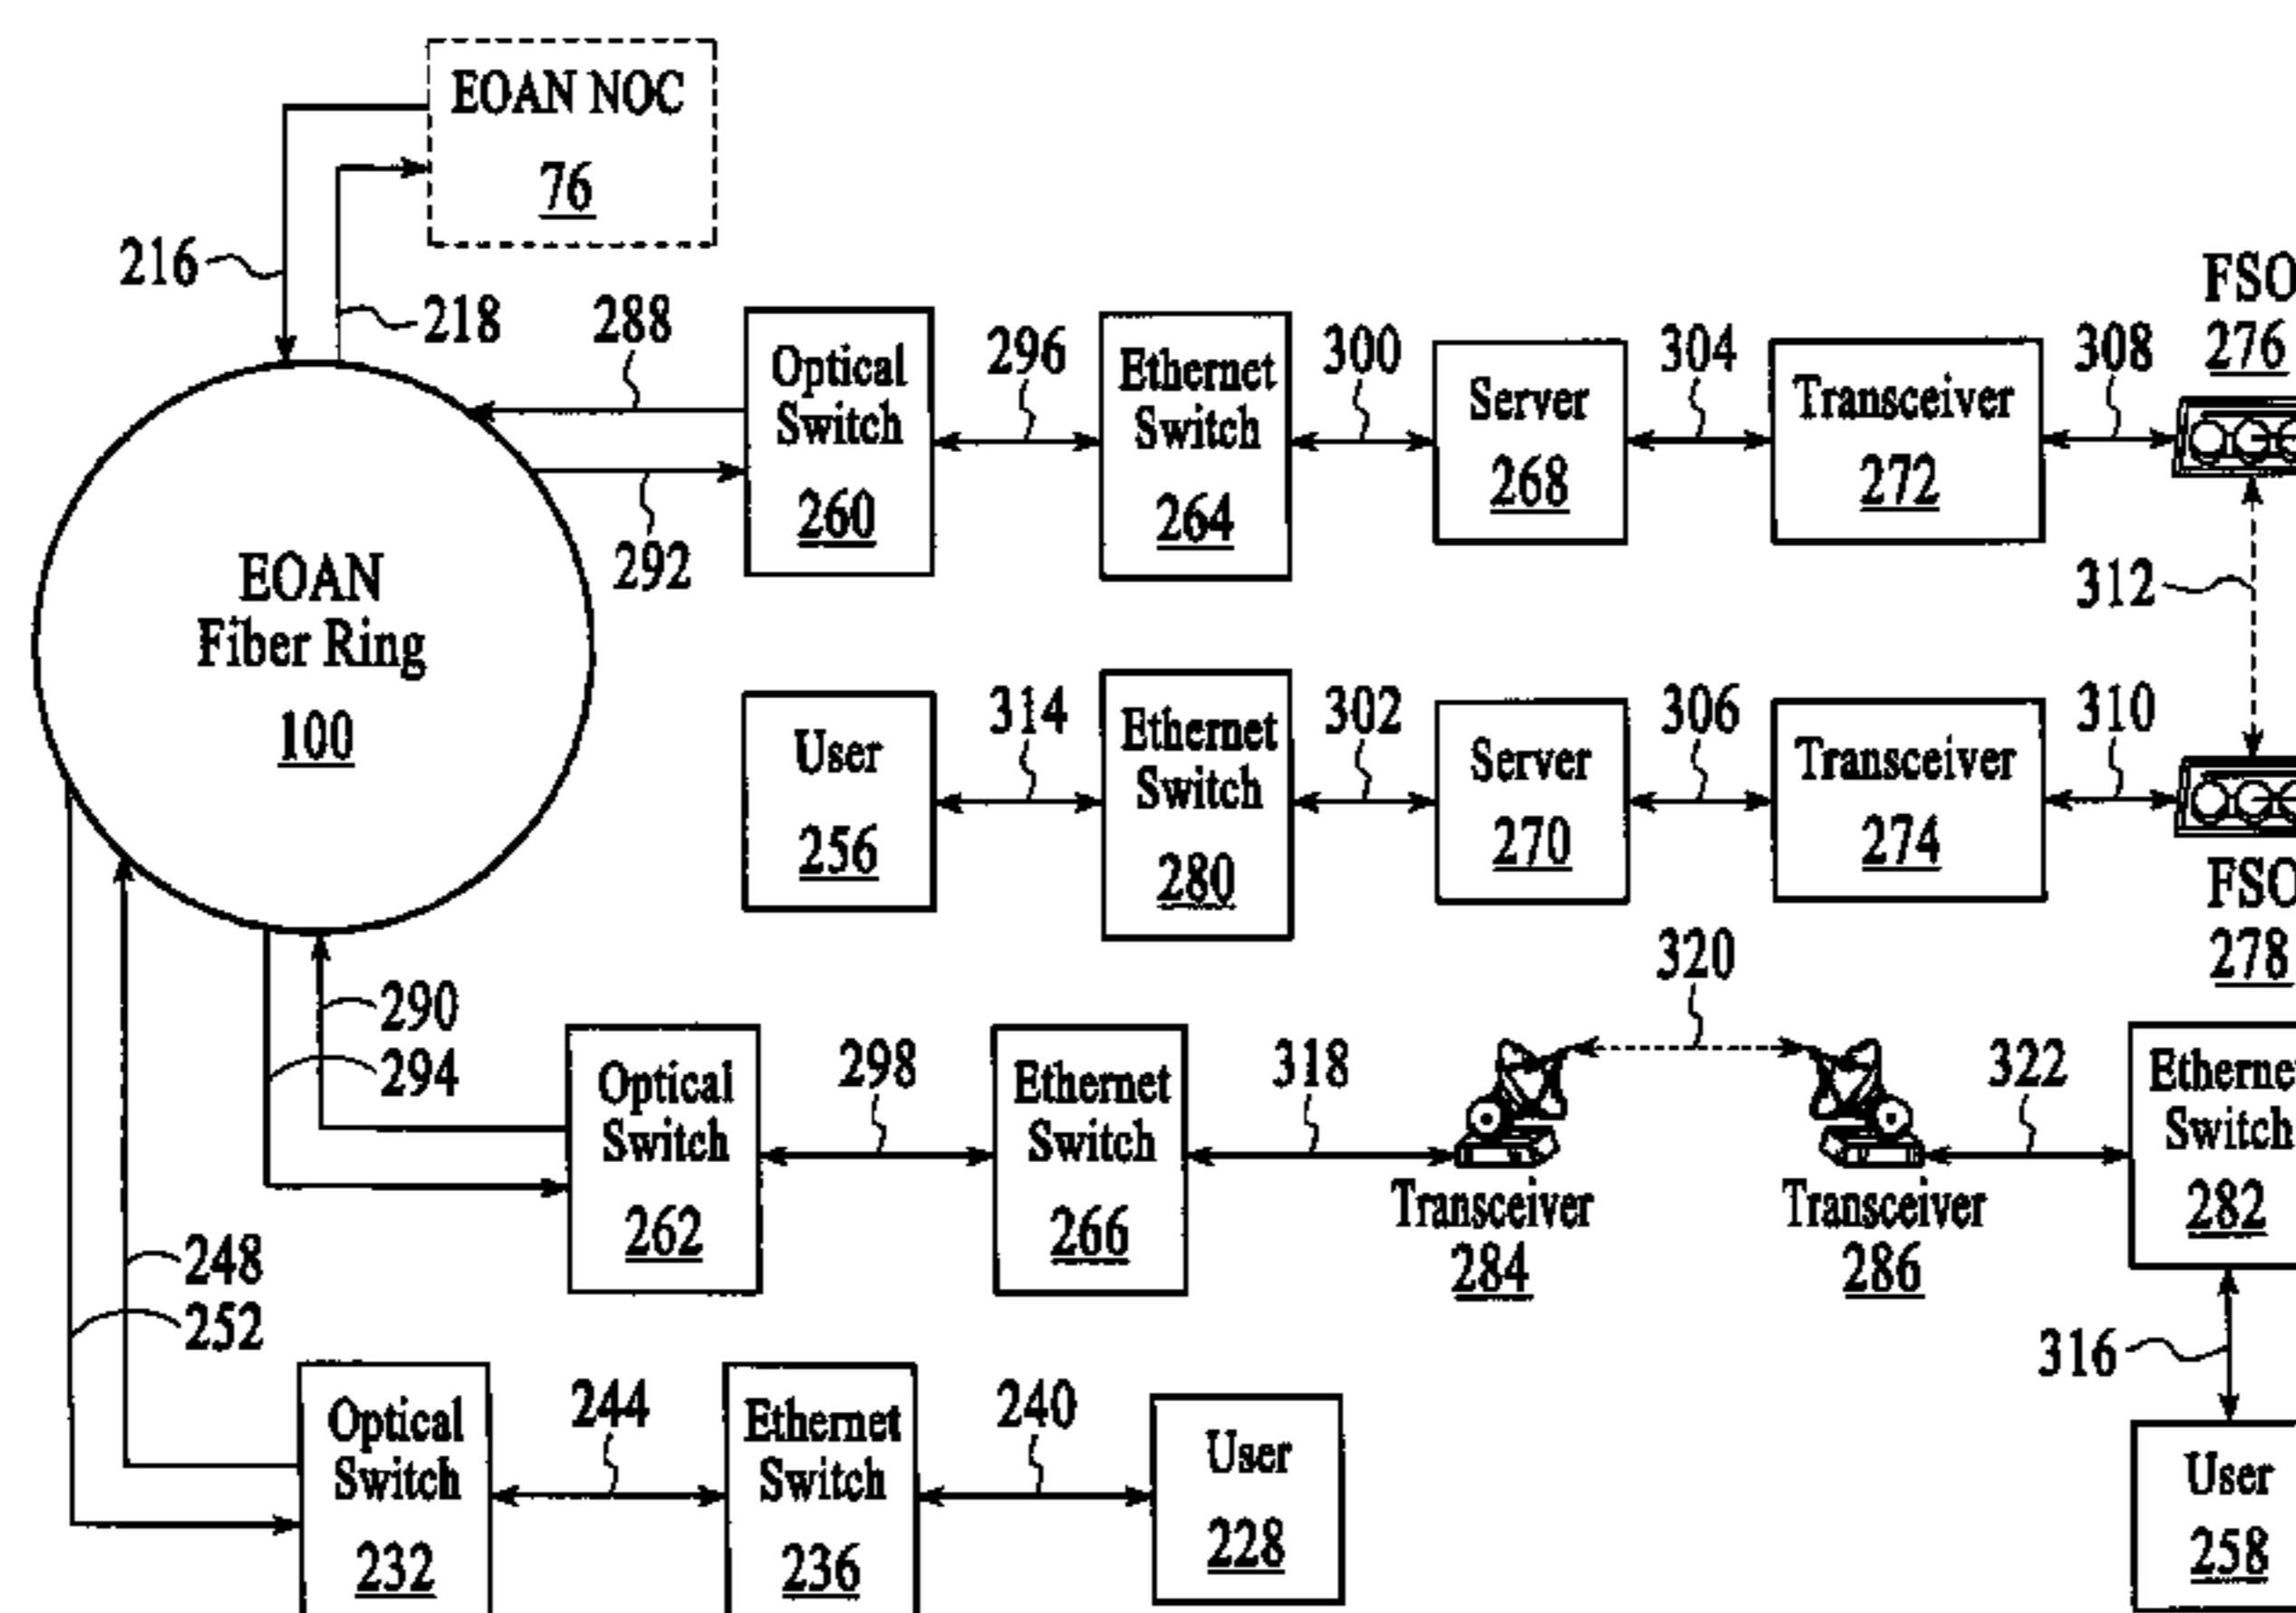 EOAN NOC
76
216
218
288
292
Optical
Switch
260
296
Ethernet
Switch
264
300
Server
268
304
Transceiver
272
308
FSO
276
312
EOAN
Fiber Ring
100
User
256
314
Ethernet
Switch
280
302
Server
270
306
Transceiver
274
310
FSO
278
290
294
Optical
Switch
262
298
Ethernet
Switch
266
318
Transceiver
284
320
Transceiver
286
322
Ethernet
Switch
282
316
User
258
248
252
Optical
Switch
232
244
Ethernet
Switch
236
240
User
228